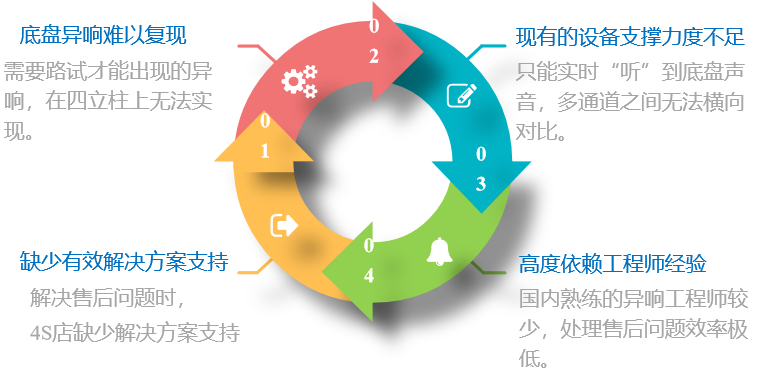 底盘异响难以复现
需要路试才能出现的异
响，在四立柱上无法实
现。
02
现有的设备支撑力度不足
只能实时“听”到底盘声
音，多通道之间无法横向
对比。
01
03
缺少有效解决方案支持
解决售后问题时，
4S店缺少解决方案支持
04
高度依赖工程师经验
国内熟练的异响工程师较
少，处理售后问题效率极
低。